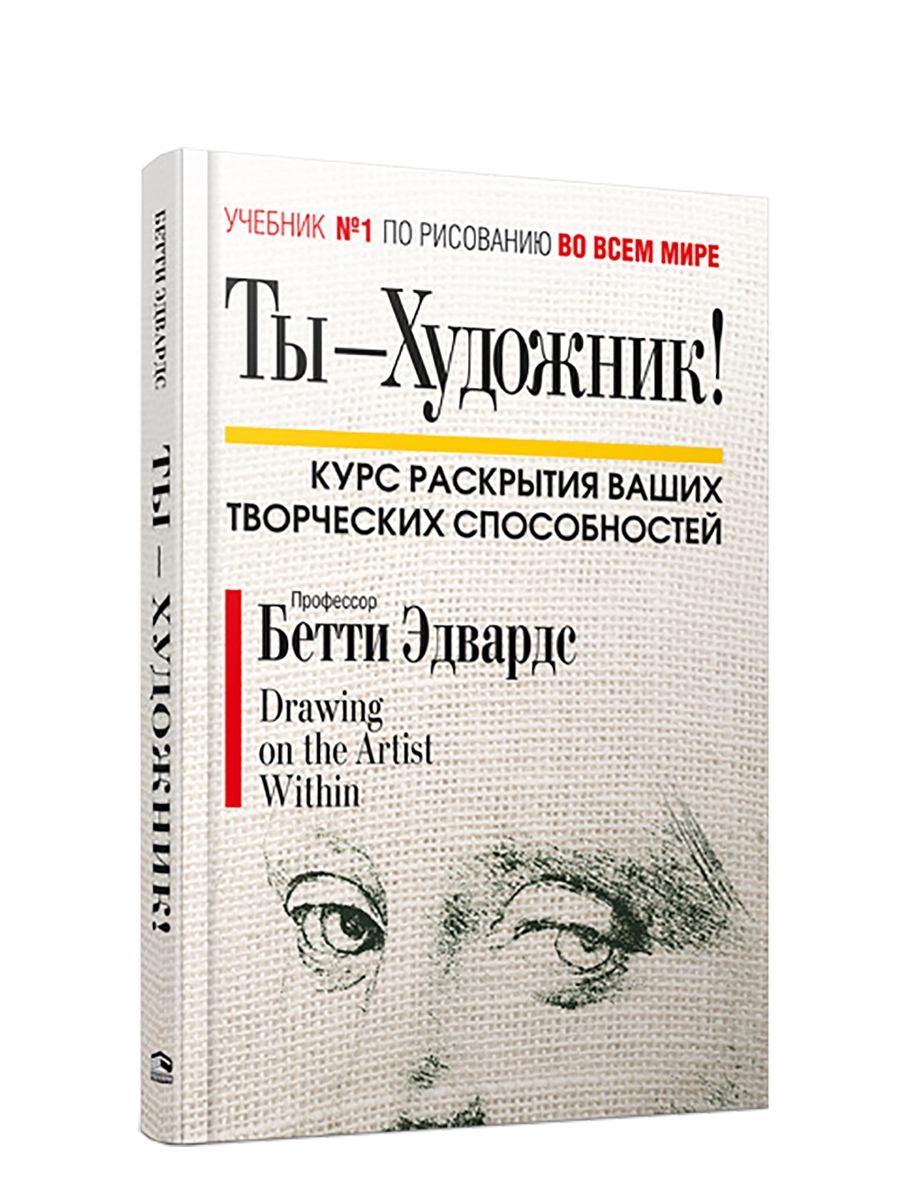 УЧЕБНИК №1 ПО РИСОВАНИЮ ВО ВСЕМ МИРЕ
Ты – Художник!
КУРС РАСКРЫТИЯ ВАШИХ
ТВОРЧЕСКИХ СПОСОБНОСТЕЙ
Профессор
Бетти Эдвардс
Drawing
on the Artist
Within
БЕТТИ ЭДВАРДС
ТЫ – ХУДОЖНИК!